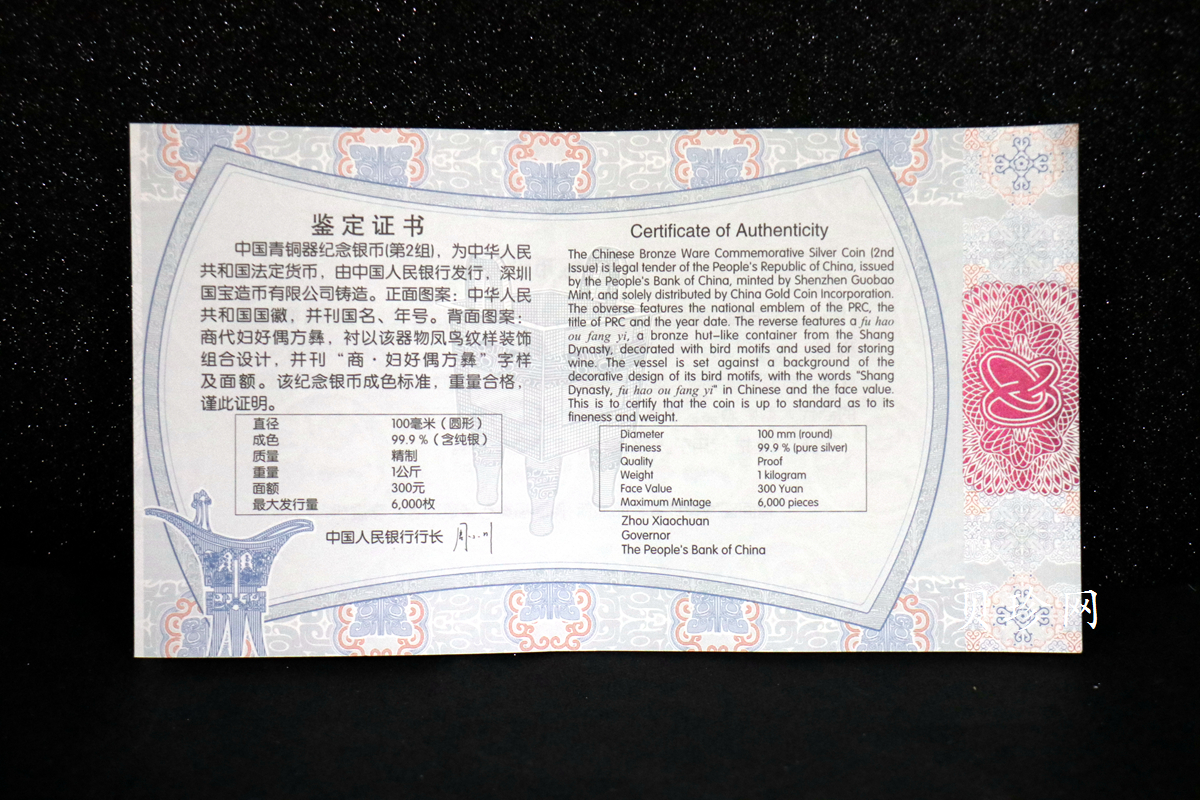 鉴定证书
中国青铜器纪念银币(第2组)，为中华人民
共和国法定货币，由中国人民银行发行，深圳
国宝造币有限公司铸造。正面图案：中华人民
共和国国徽，并刊国名、年号。背面图案：
商代妇好偶方彝，衬以该器物凤鸟纹样装饰
组合设计，并刊“商·妇好偶方彝”字样
及面额。该纪念银币成色标准，重量合格，
谨此证明。
直径 100毫米（圆形）
成色 99.9%（含纯银）
质量 精制
重量 1公斤
面额 300元
最大发行量 6,000枚
中国人民银行行长
Certificate of Authenticity
The Chinese Bronze Ware Commemorative Silver Coin (2nd
Issue) is legal tender of the People's Republic of China, issued
by the People's Bank of China, minted by Shenzhen Guobao
Mint, and solely distributed by China Gold Coin Incorporation.
The obverse features the national emblem of the PRC, the
title of PRC and the year date. The reverse features a fu hao
ou fang yi, a bronze hut-like container from the Shang
Dynasty, decorated with bird motifs and used for storing
wine. The vessel is set against a background of the
decorative design of its bird motifs, with the words "Shang
Dynasty, fu hao ou fang yi" in Chinese and the face value.
This is to certify that the coin is up to standard as to its
fineness and weight.
Diameter 100 mm (round)
Fineness 99.9 % (pure silver)
Quality Proof
Weight 1 kilogram
Face Value 300 Yuan
Maximum Mintage 6,000 pieces
Zhou Xiaochuan
Governor
The People's Bank of China